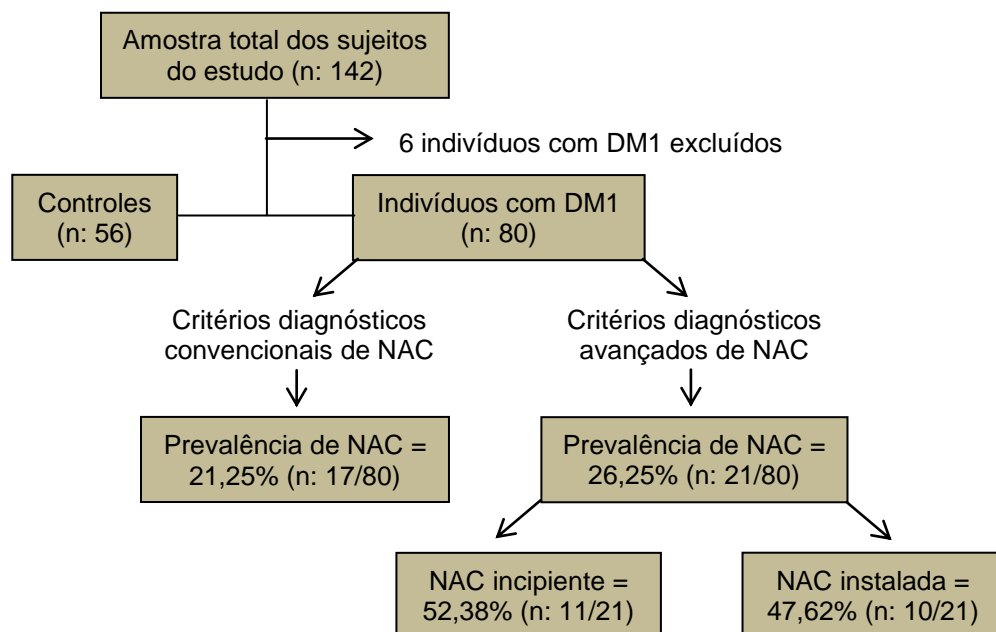 Amostra total dos sujeitos
do estudo (n: 142)
6 indivíduos com DM1 excluídos
Controles
(n: 56)
Indivíduos com DM1
(n: 80)
Critérios diagnósticos
convencionais de NAC
Critérios diagnósticos
avançados de NAC
Prevalência de NAC =
21,25% (n: 17/80)
Prevalência de NAC =
26,25% (n: 21/80)
NAC incipiente =
52,38% (n: 11/21)
NAC instalada =
47,62% (n: 10/21)